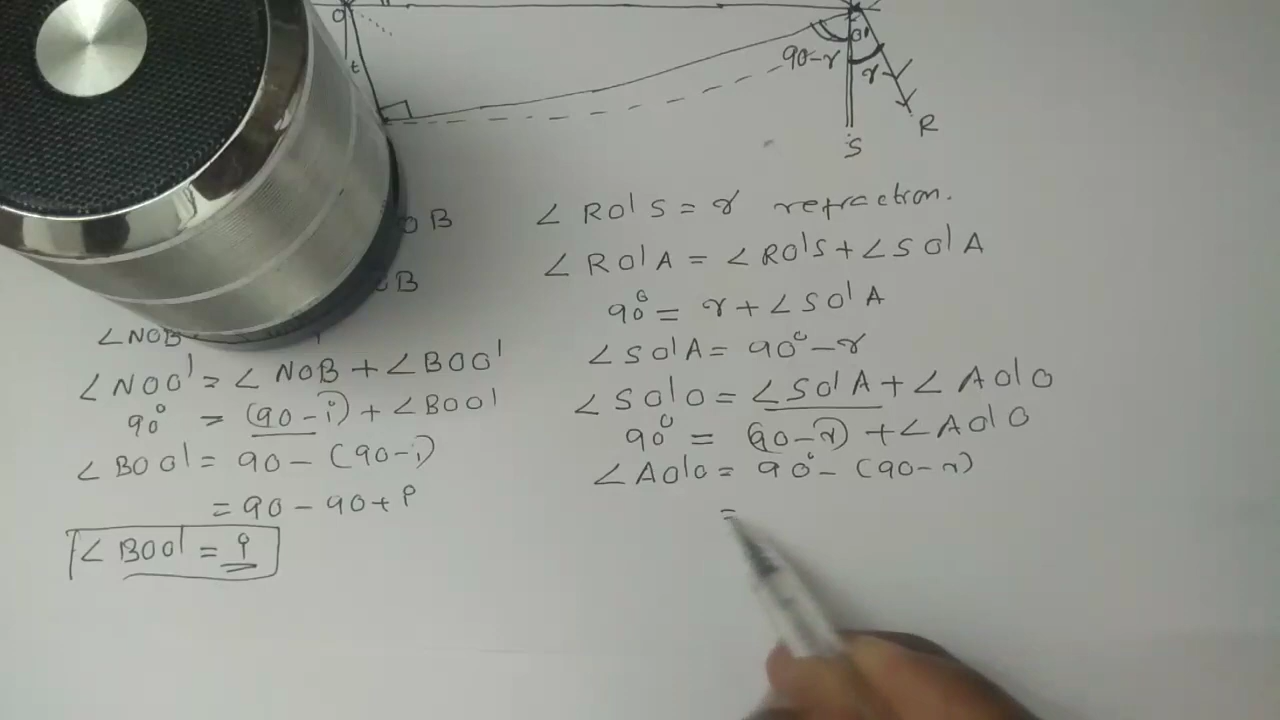 O
t
90-r
O'
r
S
R
OB
∠ RO'S = r refraction.
∠ RO'A = ∠ RO'S + ∠ SO'A
B
90° = r + ∠ SO'A
∠NOB
∠ SO'A = 90° - r
∠ NOO' = ∠ NOB + ∠ BOO'
∠ SO'O = ∠ SO'A + ∠ AO'O
90° = (90-i) + ∠BOO'
90° = (90-r) + ∠AO'O
∠ BOO' = 90 - (90-i)
∠ AO'O = 90° - (90-r)
= 90 - 90 + i
=
∠ BOO' = i